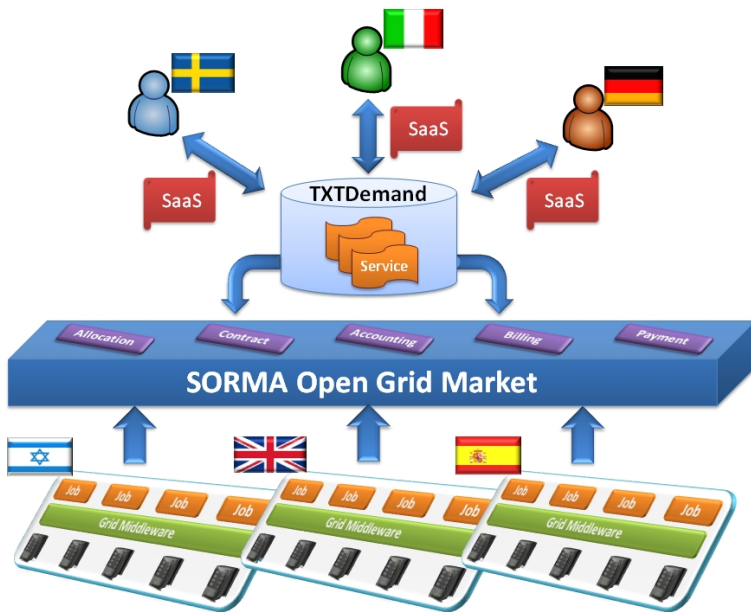 SaaS
SaaS
SaaS
TXTDemand
Service
Allocation
Contract
Accounting
Billing
Payment
SORMA Open Grid Market
Job
Job
Job
Job
Grid Middleware
Job
Job
Job
Job
Grid Middleware
Job
Job
Job
Job
Grid Middleware